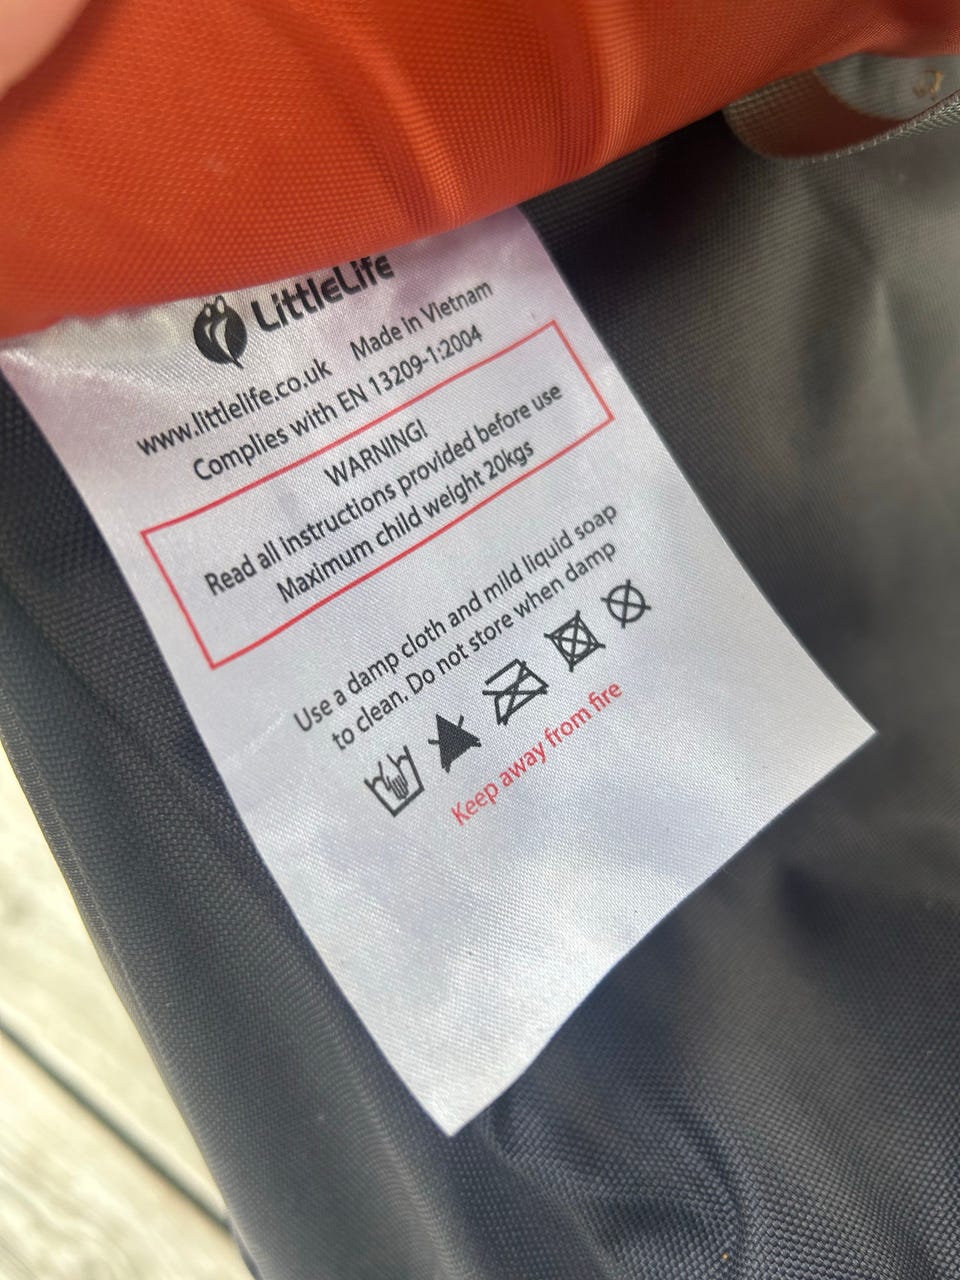 LittleLife
www.littlelife.co.uk Made in Vietnam
Complies with EN 13209-1:2004
WARNING!
Read all instructions provided before use
Maximum child weight 20kgs
Use a damp cloth and mild liquid soap
to clean. Do not store when damp
Keep away from fire